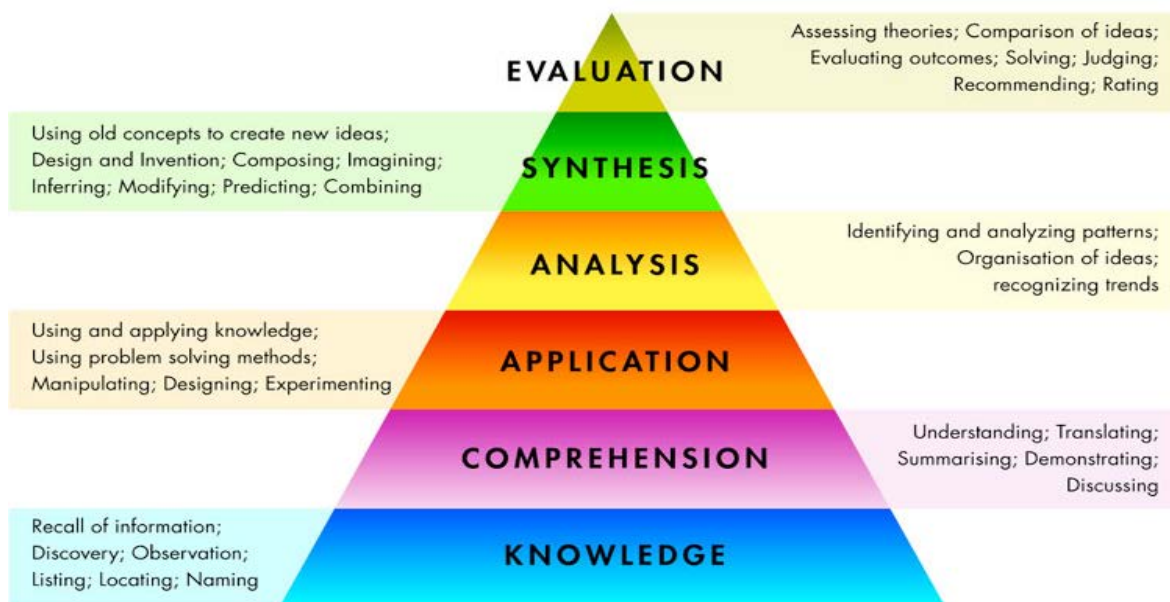 Assessing theories; Comparison of ideas;
Evaluating outcomes; Solving; Judging;
Recommending; Rating
EVALUATION
Using old concepts to create new ideas;
Design and Invention; Composing; Imagining;
Inferring; Modifying; Predicting; Combining
SYNTHESIS
Identifying and analyzing patterns;
Organisation of ideas;
recognizing trends
ANALYSIS
Using and applying knowledge;
Using problem solving methods;
Manipulating; Designing; Experimenting
APPLICATION
Understanding; Translating;
Summarising; Demonstrating;
Discussing
COMPREHENSION
Recall of information;
Discovery; Observation;
Listing; Locating; Naming
KNOWLEDGE